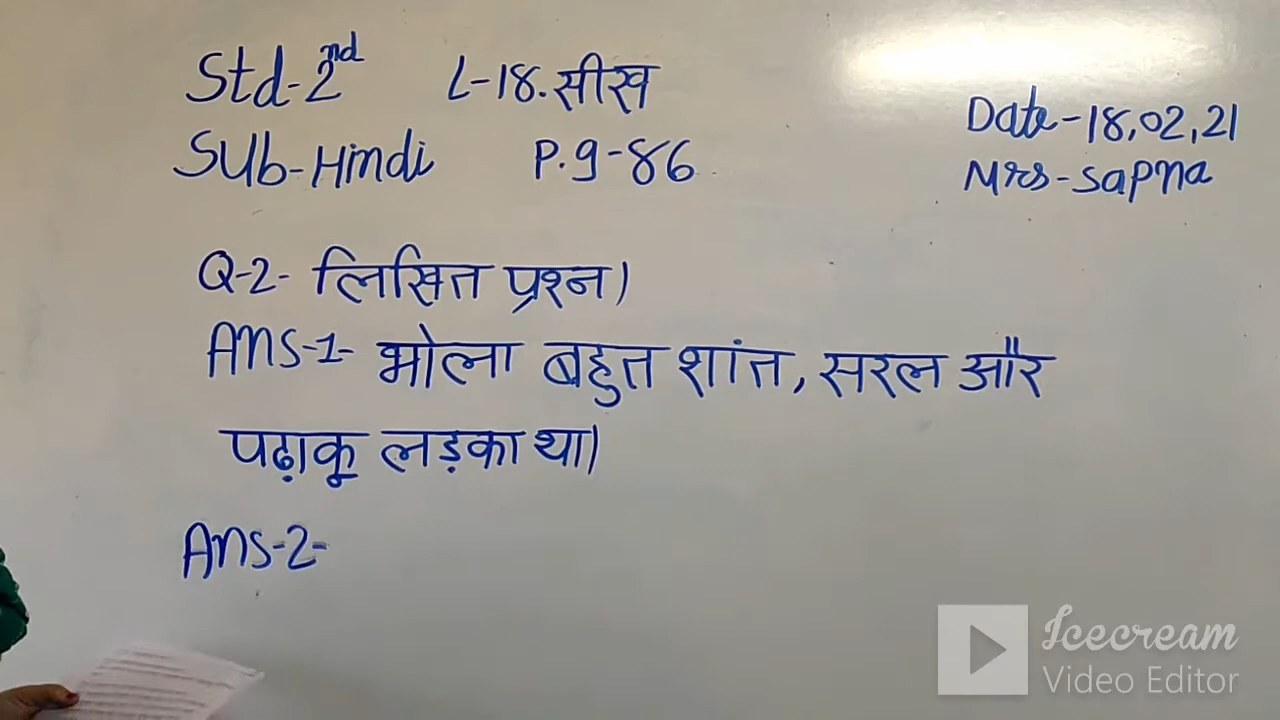 Std-2nd L-18.सीख
Sub-Hindi P.g-86
Date-18,02,21
Mrs-Sapna
Q-2- लिखित प्रश्न।
Ans-1- भोला बहुत शांत, सरल और
पढ़ाकू लड़का था।
Ans-2-
Icecream
Video Editor